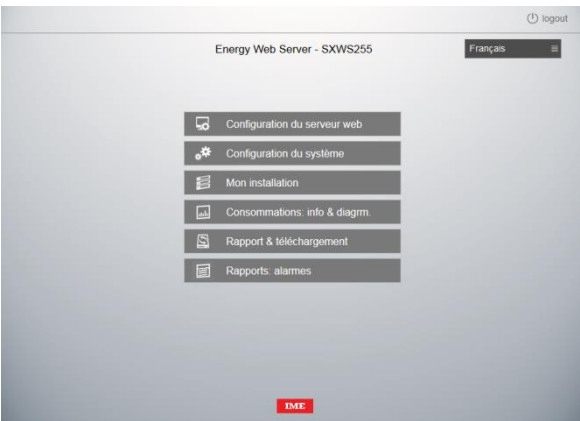 logout
Energy Web Server - SXWS255
Français
Configuration du serveur web
Configuration du système
Mon installation
Consommations: info & diagrm.
Rapport & téléchargement
Rapports: alarmes
IME